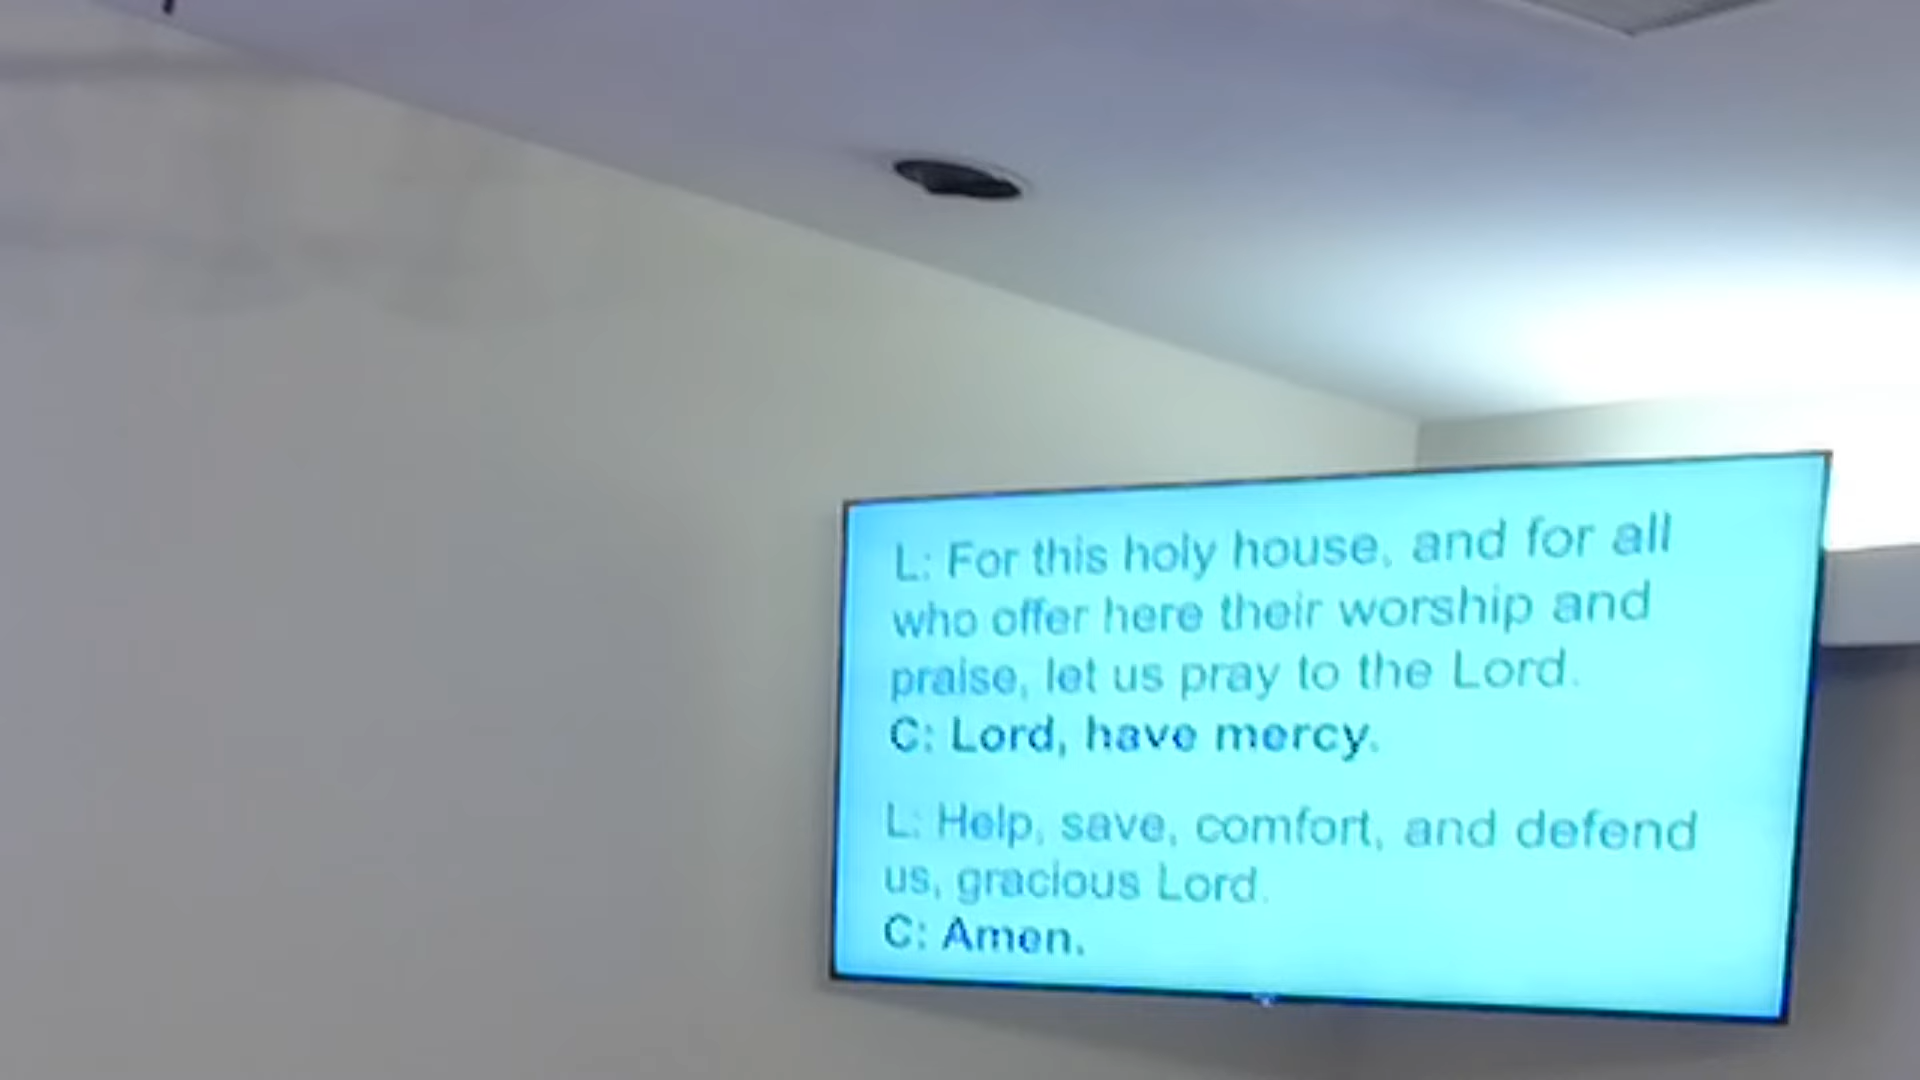 L: For this holy house, and for all
who offer here their worship and
praise, let us pray to the Lord.
C: Lord, have mercy.
L: Help, save, comfort, and defend
us, gracious Lord.
C: Amen.